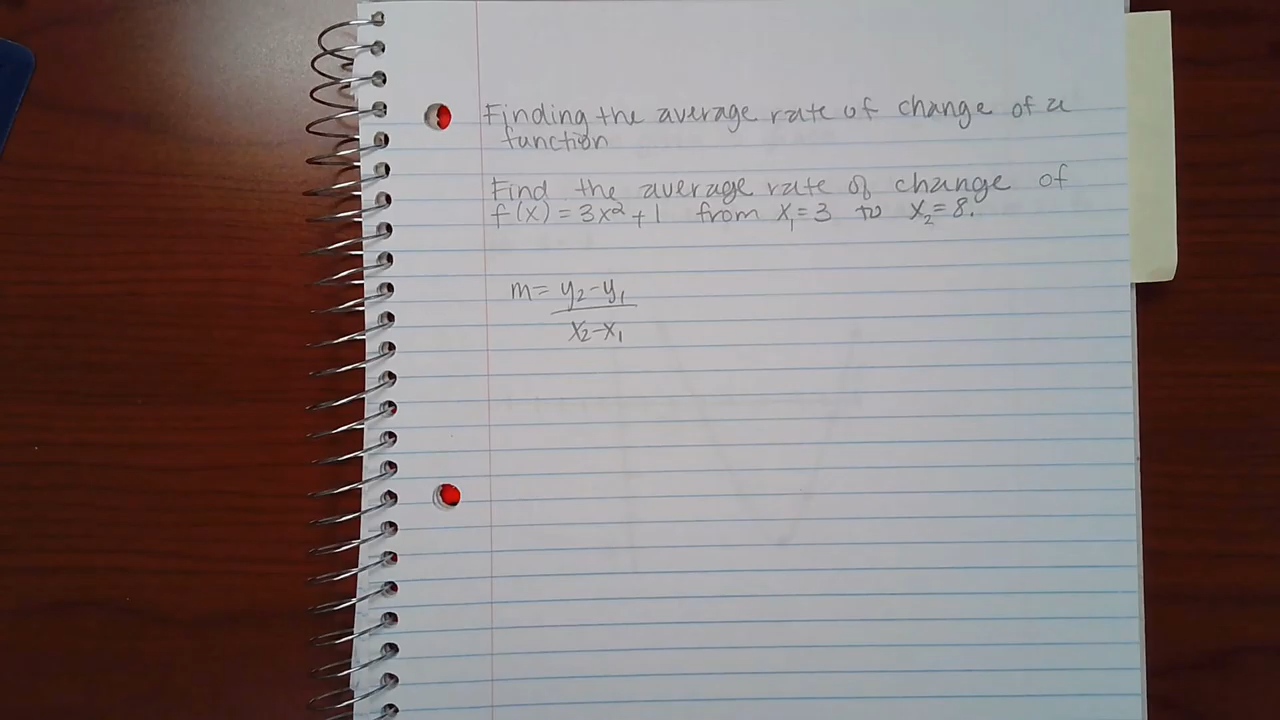 Finding the average rate of change of a
function
Find the average rate of change of
f(x) = 3x² + 1 from x₁ = 3 to x₂ = 8.
m = y₂ - y₁
x₂ - x₁